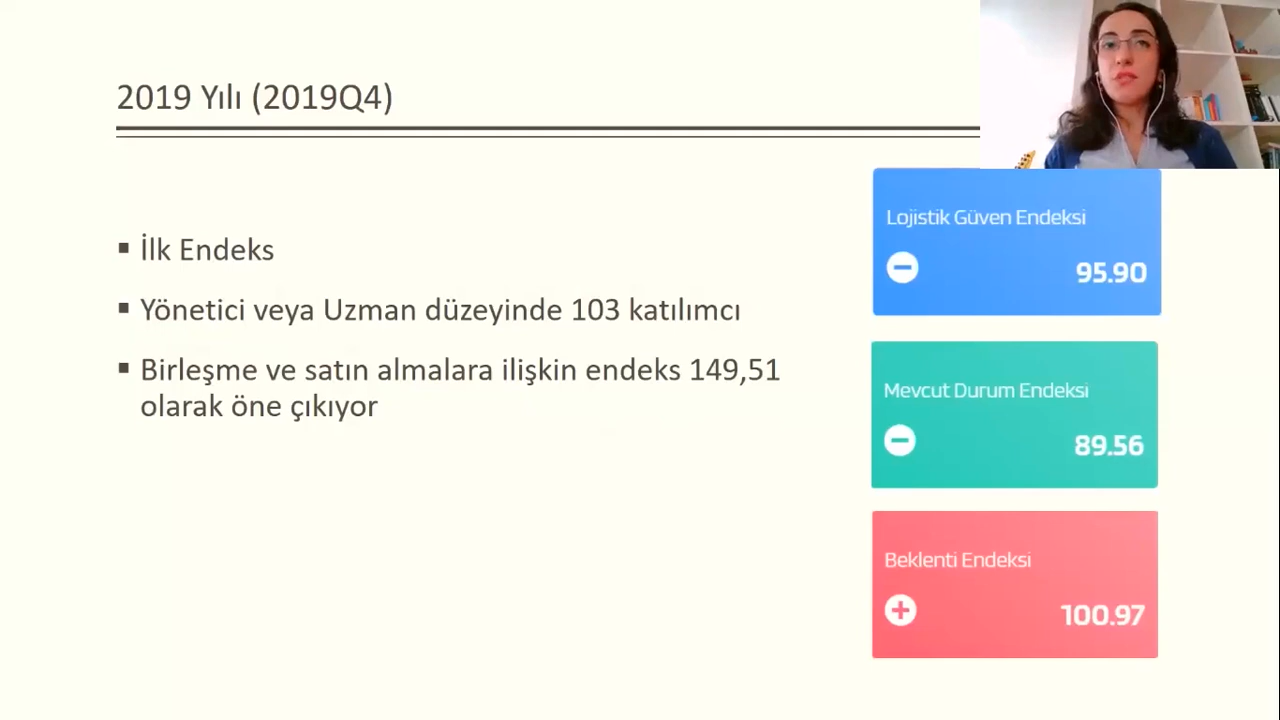 2019 Yılı (2019Q4)
▪ İlk Endeks
▪ Yönetici veya Uzman düzeyinde 103 katılımcı
▪ Birleşme ve satın almalara ilişkin endeks 149,51
olarak öne çıkıyor
Lojistik Güven Endeksi
95.90
Mevcut Durum Endeksi
89.56
Beklenti Endeksi
100.97